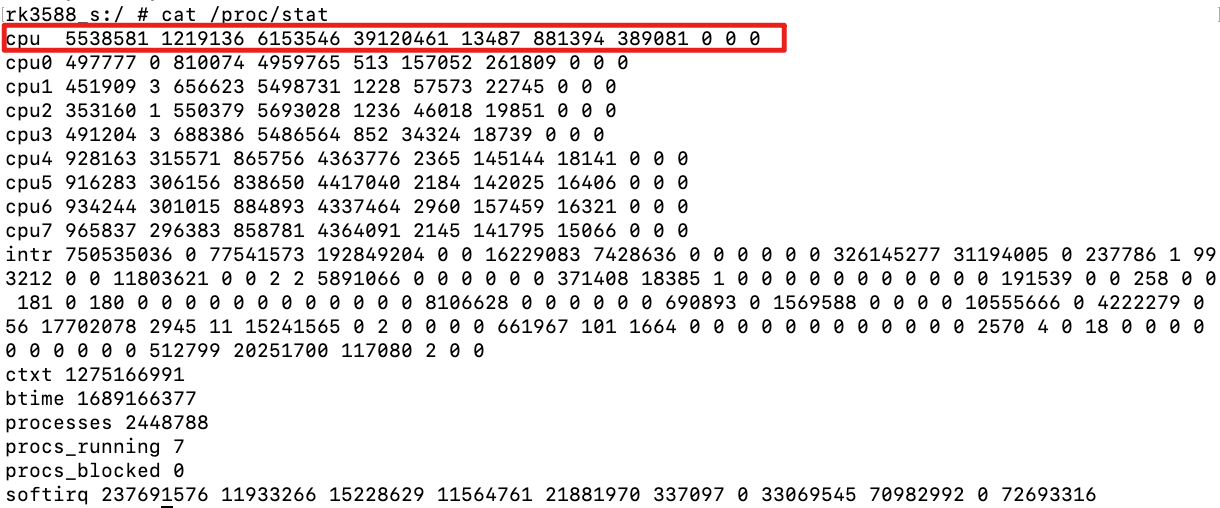 rk3588_s:/ # cat /proc/stat
cpu  5538581 1219136 6153546 39120461 13487 881394 389081 0 0 0
cpu0 497777 0 810074 4959765 513 157052 261809 0 0 0
cpu1 451909 3 656623 5498731 1228 57573 22745 0 0 0
cpu2 353160 1 550379 5693028 1236 46018 19851 0 0 0
cpu3 491204 3 688386 5486564 852 34324 18739 0 0 0
cpu4 928163 315571 865756 4363776 2365 145144 18141 0 0 0
cpu5 916283 306156 838650 4417040 2184 142025 16406 0 0 0
cpu6 934244 301015 884893 4337464 2960 157459 16321 0 0 0
cpu7 965837 296383 858781 4364091 2145 141795 15066 0 0 0
intr 750535036 0 77541573 192849204 0 0 16229083 7428636 0 0 0 0 0 0 326145277 31194005 0 237786 1 99
3212 0 0 11803621 0 0 2 2 5891066 0 0 0 0 0 0 371408 18385 1 0 0 0 0 0 0 0 0 0 0 0 191539 0 0 258 0 0
181 0 180 0 0 0 0 0 0 0 0 0 0 0 0 8106628 0 0 0 0 0 0 690893 0 1569588 0 0 0 0 10555666 0 4222279 0
56 17702078 2945 11 15241565 0 2 0 0 0 0 661967 101 1664 0 0 0 0 0 0 0 0 0 0 0 0 2570 4 0 18 0 0 0 0
0 0 0 0 0 0 512799 20251700 117080 2 0 0
ctxt 1275166991
btime 1689166377
processes 2448788
procs_running 7
procs_blocked 0
softirq 237691576 11933266 15228629 11564761 21881970 337097 0 33069545 70982992 0 72693316